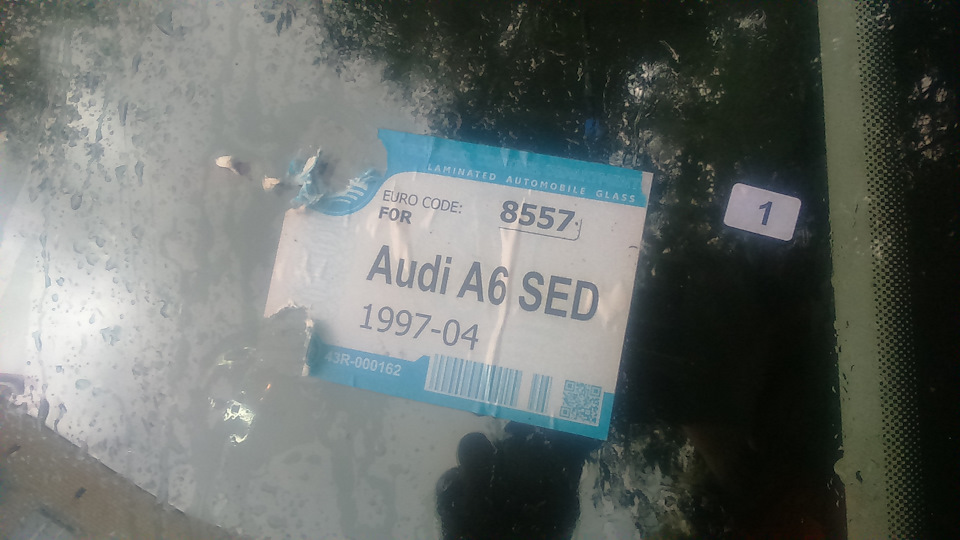 LAMINATED AUTOMOBILE GLASS
EURO CODE: 8557
FOR
Audi A6 SED
1997-04
43R-000162
1